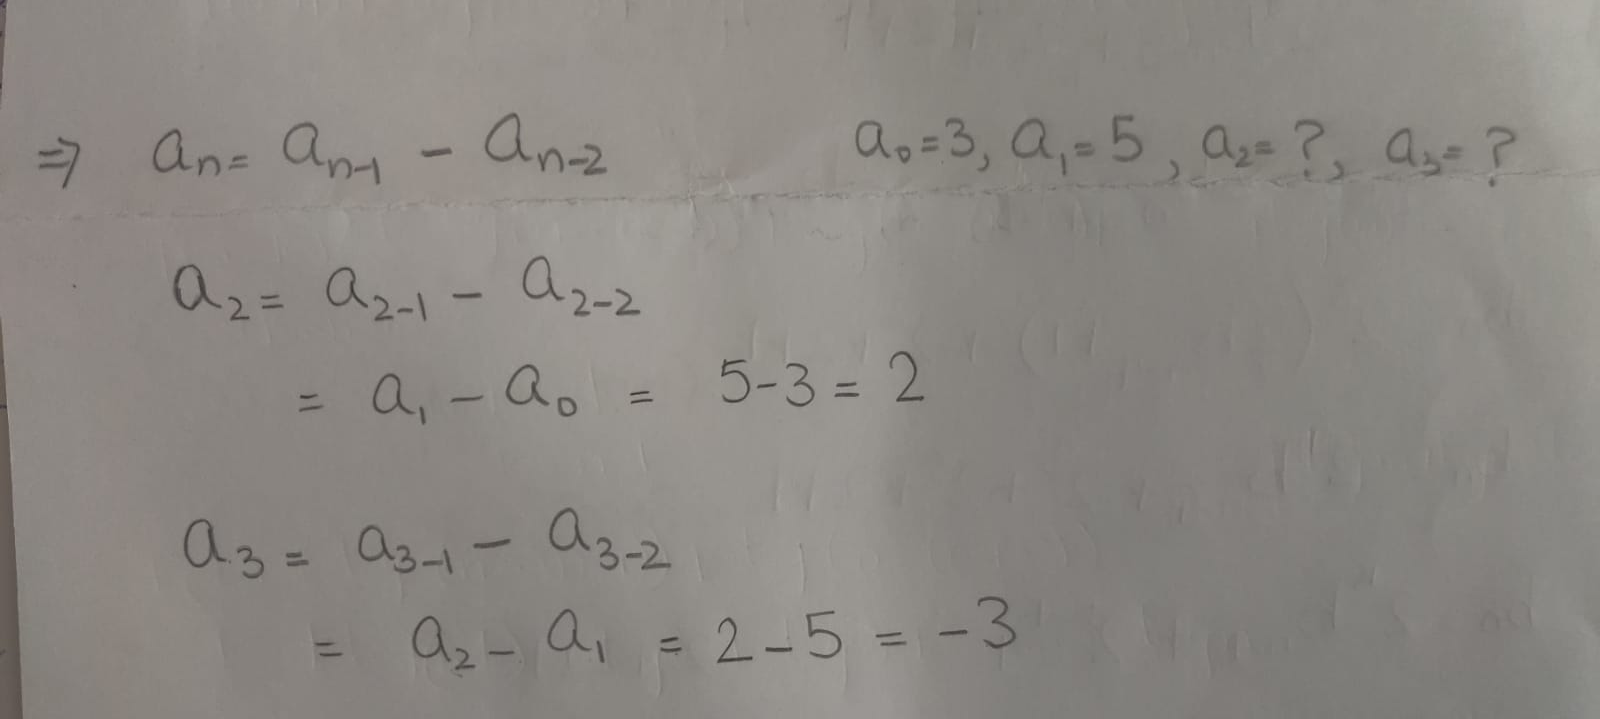 ⇒ aₙ = aₙ₋₁ − aₙ₋₂ a₀=3, a₁=5, a₂=?, a₃=?
a₂ = a₂₋₁ − a₂₋₂
= a₁ − a₀ = 5-3 = 2
a₃ = a₃₋₁ − a₃₋₂
= a₂ − a₁ = 2−5 = −3